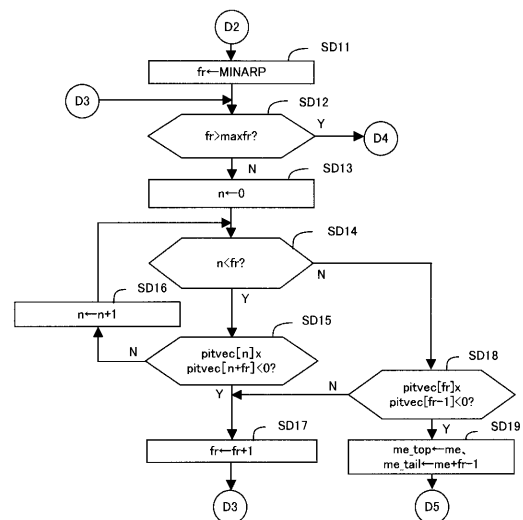 D2
SD11
fr←MINARP
D3
SD12
fr>maxfr?
Y
D4
N
SD13
n←0
SD14
n<fr?
N
SD16
n←n+1
Y
SD15
pitvec[n]x
pitvec[n+fr]<0?
N
Y
SD18
pitvec[fr]x
pitvec[fr-1]<0?
N
Y
SD17
fr←fr+1
SD19
me_top←me、
me_tail←me+fr-1
D3
D5